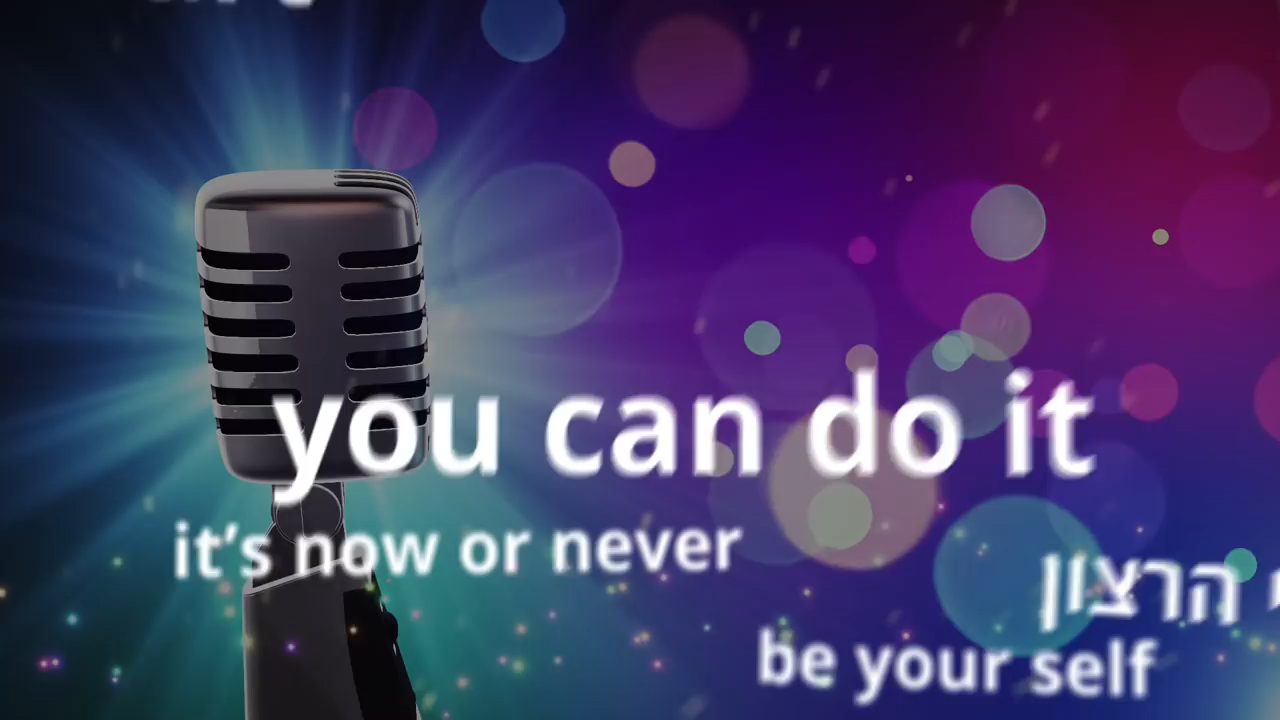 you can do it
it’s now or never
הרצון
be your self